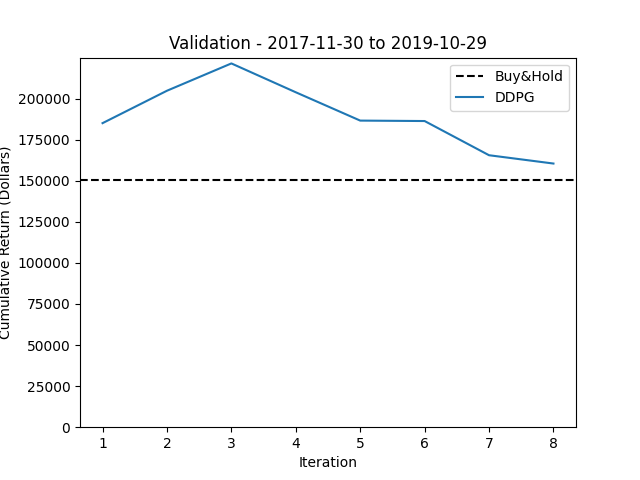 Validation - 2017-11-30 to 2019-10-29
Buy&Hold
DDPG
200000
175000
150000
125000
100000
75000
50000
25000
0
Cumulative Return (Dollars)
1 2 3 4 5 6 7 8
Iteration